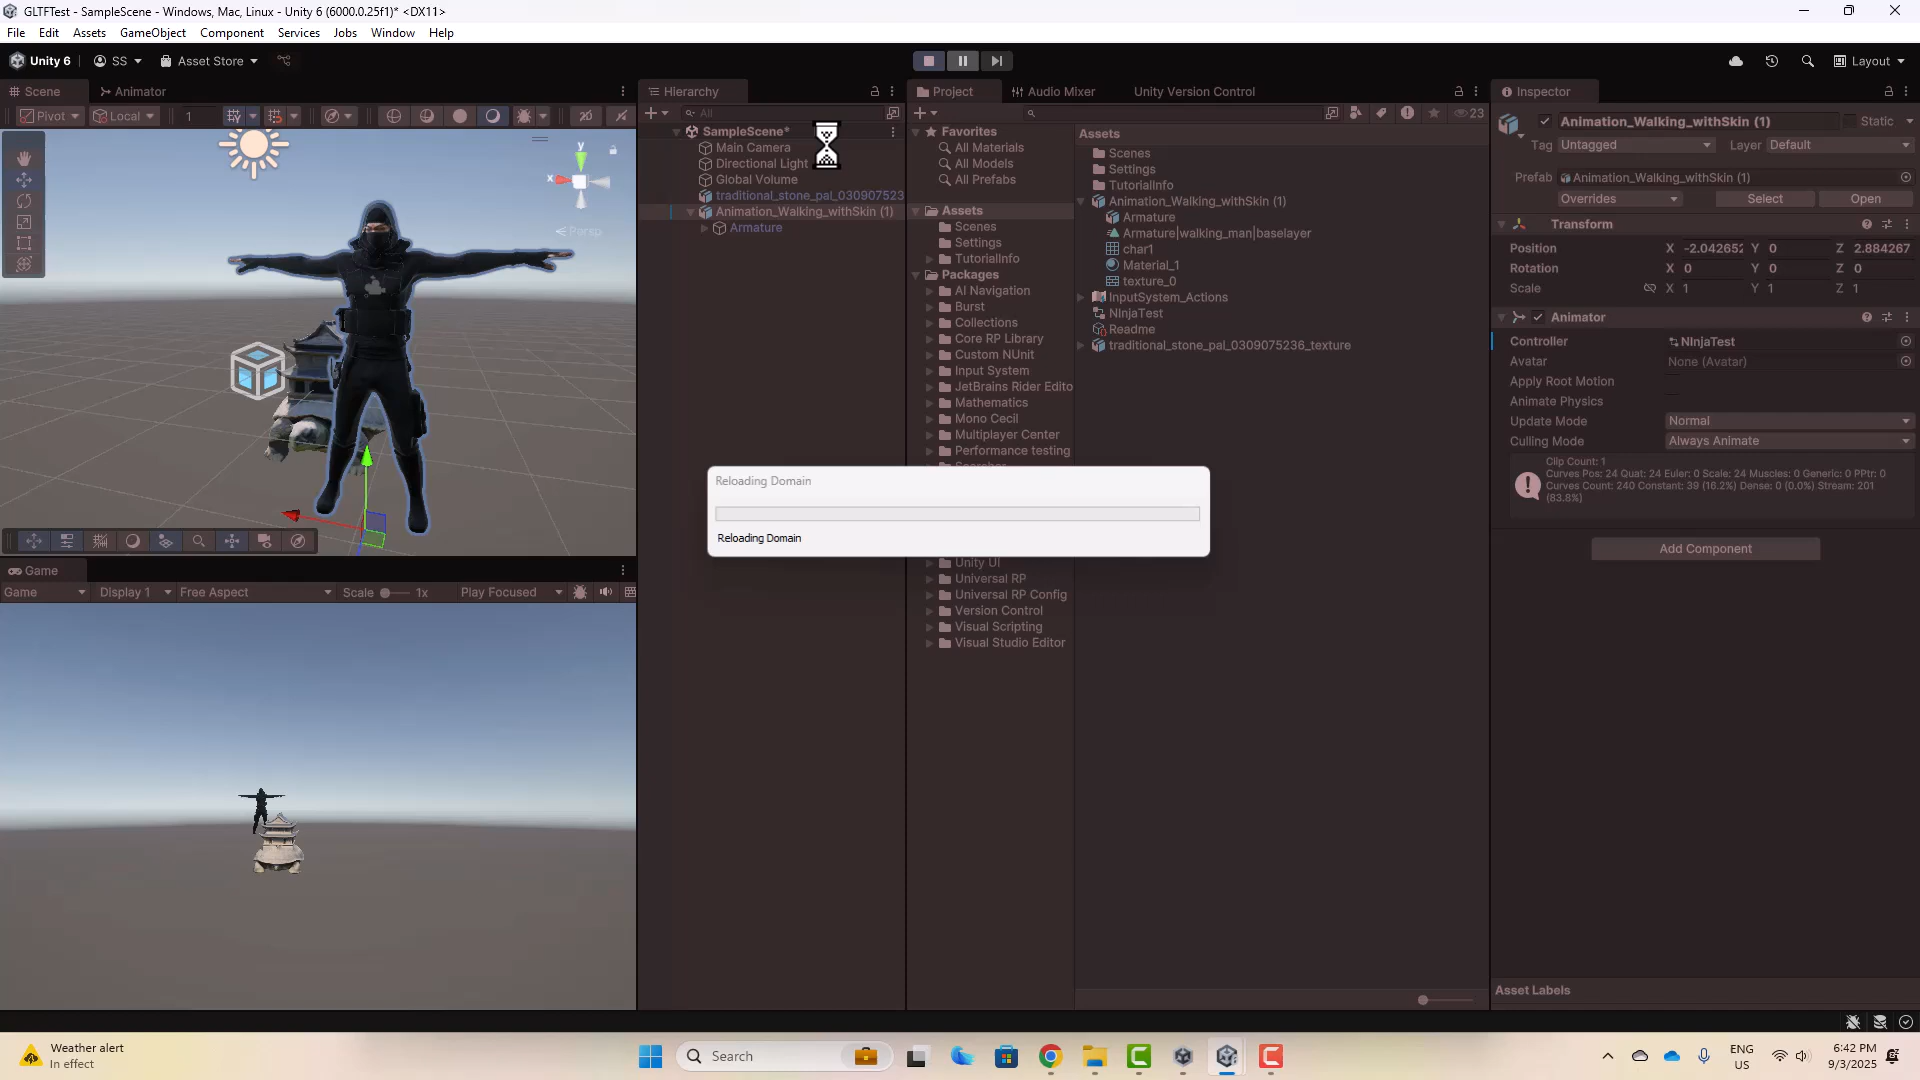 GLTFTest - SampleScene - Windows, Mac, Linux - Unity 6 (6000.0.25f1)* <DX11>
File Edit Assets GameObject Component Services Jobs Window Help
Unity 6 SS Asset Store Layout
Scene Animator
Pivot Local 1
Persp
y
x
Game
Game Display 1 Free Aspect Scale 1x Play Focused
Hierarchy
All
SampleScene*
Main Camera
Directional Light
Global Volume
traditional_stone_pal_030907523
Animation_Walking_withSkin (1)
Armature
Project Audio Mixer Unity Version Control
23
Favorites
All Materials
All Models
All Prefabs
Assets
Scenes
Settings
TutorialInfo
Packages
AI Navigation
Burst
Collections
Core RP Library
Custom NUnit
Input System
JetBrains Rider Edito
Mathematics
Mono Cecil
Multiplayer Center
Performance testing
Unity UI
Universal RP
Universal RP Config
Version Control
Visual Scripting
Visual Studio Editor
Assets
Scenes
Settings
TutorialInfo
Animation_Walking_withSkin (1)
Armature
Armature|walking_man|baselayer
char1
Material_1
texture_0
InputSystem_Actions
NInjaTest
Readme
traditional_stone_pal_0309075236_texture
Reloading Domain
Reloading Domain
Inspector
Animation_Walking_withSkin (1) Static
Tag Untagged Layer Default
Prefab Animation_Walking_withSkin (1)
Overrides Select Open
Transform
Position X -2.042652 Y 0 Z 2.884267
Rotation X 0 Y 0 Z 0
Scale X 1 Y 1 Z 1
Animator
Controller NInjaTest
Avatar None (Avatar)
Apply Root Motion
Animate Physics
Update Mode Normal
Culling Mode Always Animate
Clip Count: 1
Curves Pos: 24 Quat: 24 Euler: 0 Scale: 24 Muscles: 0 Generic: 0 PPtr: 0
Curves Count: 240 Constant: 39 (16.2%) Dense: 0 (0.0%) Stream: 201
(83.8%)
Add Component
Asset Labels
Weather alert
In effect
Search
ENG
US
6:42 PM
9/3/2025